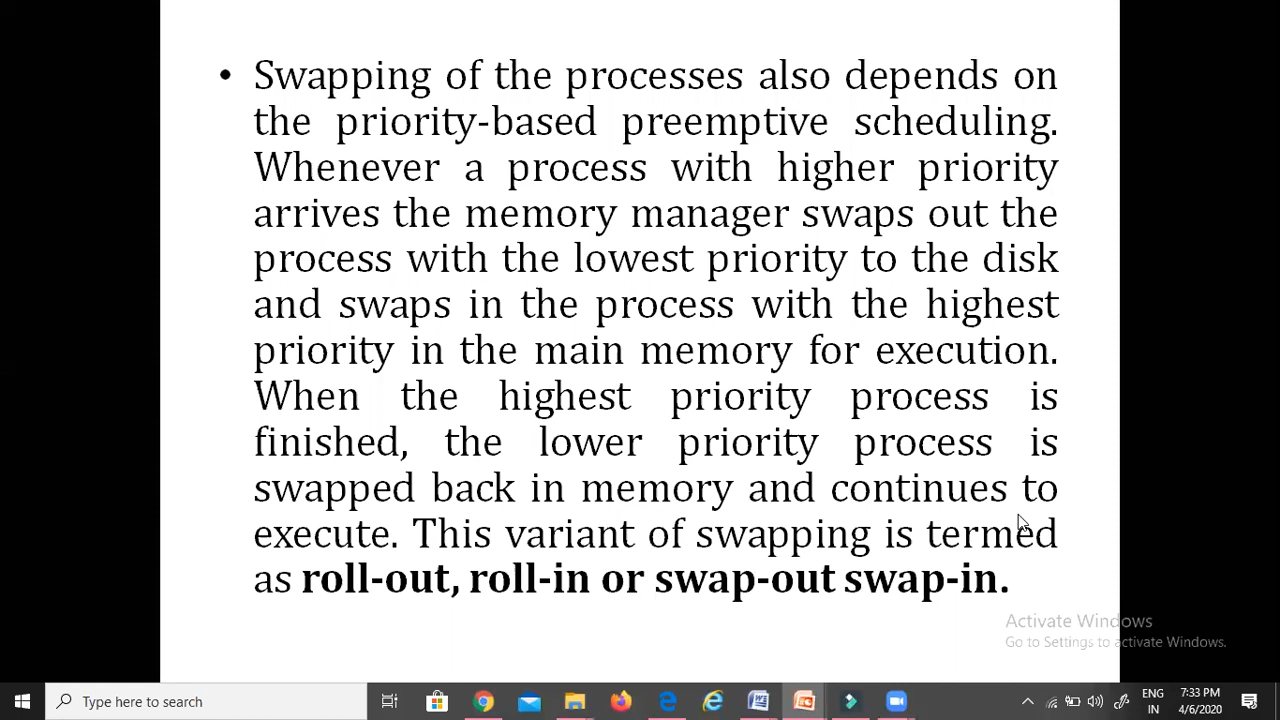 • Swapping of the processes also depends on
the priority-based preemptive scheduling.
Whenever a process with higher priority
arrives the memory manager swaps out the
process with the lowest priority to the disk
and swaps in the process with the highest
priority in the main memory for execution.
When the highest priority process is
finished, the lower priority process is
swapped back in memory and continues to
execute. This variant of swapping is termed
as roll-out, roll-in or swap-out swap-in.
Activate Windows
Go to Settings to activate Windows.
Type here to search
ENG
IN
7:33 PM
4/6/2020